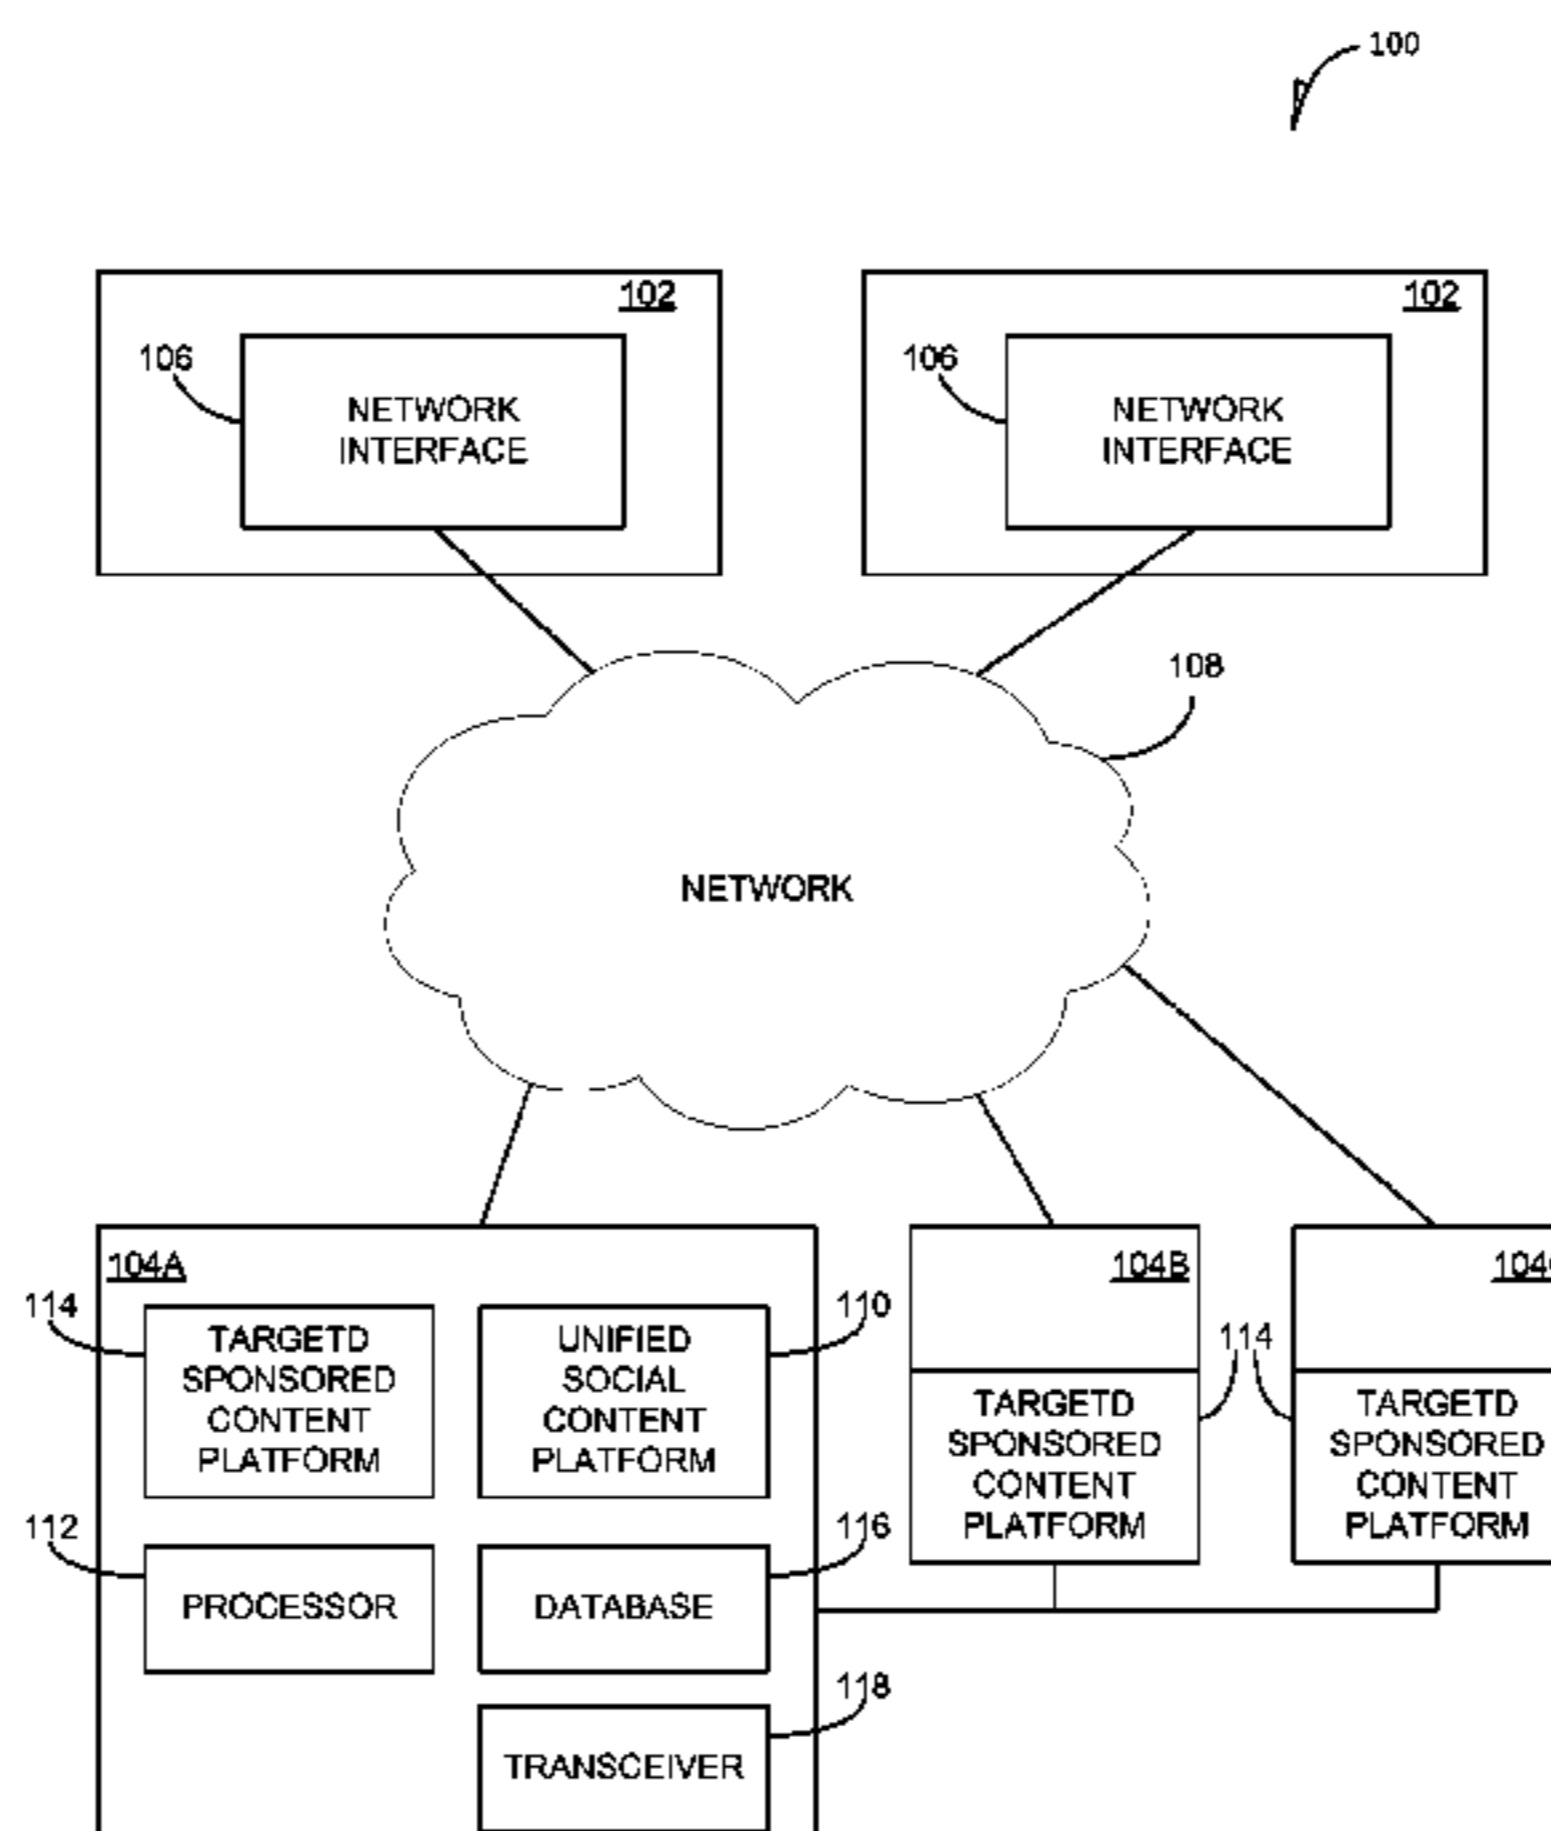 100
102
102
106
106
NETWORK
INTERFACE
NETWORK
INTERFACE
108
NETWORK
104A
104B
114
TARGETD
SPONSORED
CONTENT
PLATFORM
UNIFIED
SOCIAL
CONTENT
PLATFORM
110
114
TARGETD
SPONSORED
CONTENT
PLATFORM
TARGETD
SPONSORED
CONTENT
PLATFORM
112
PROCESSOR
DATABASE
116
TRANSCEIVER
118